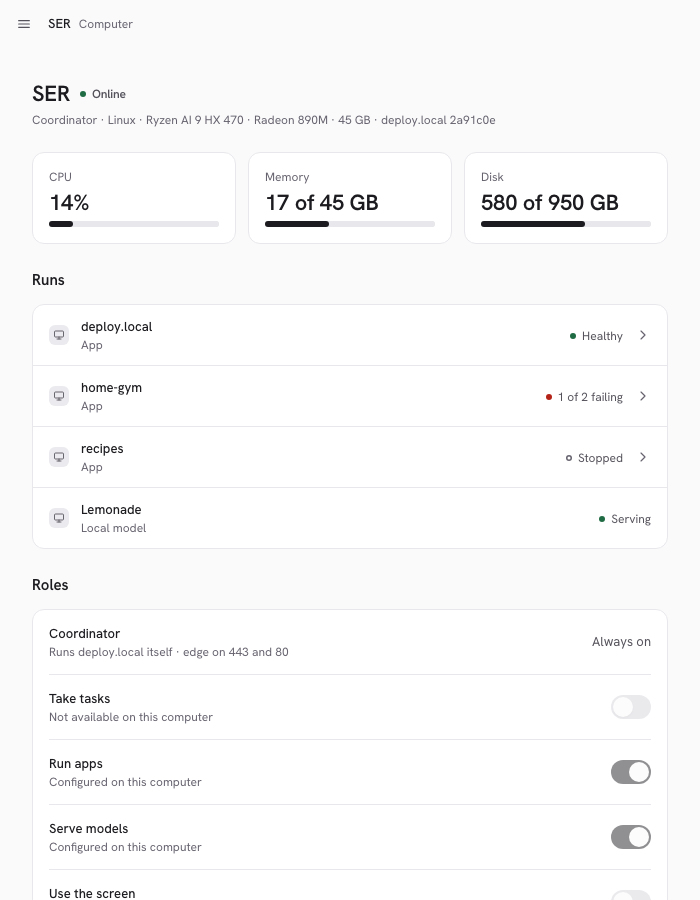 SER Computer
SER Online
Coordinator · Linux · Ryzen AI 9 HX 470 · Radeon 890M · 45 GB · deploy.local 2a91c0e
CPU
14%
Memory
17 of 45 GB
Disk
580 of 950 GB
Runs
deploy.local
App
Healthy
home-gym
App
1 of 2 failing
recipes
App
Stopped
Lemonade
Local model
Serving
Roles
Coordinator
Runs deploy.local itself · edge on 443 and 80
Always on
Take tasks
Not available on this computer
Run apps
Configured on this computer
Serve models
Configured on this computer
Use the screen